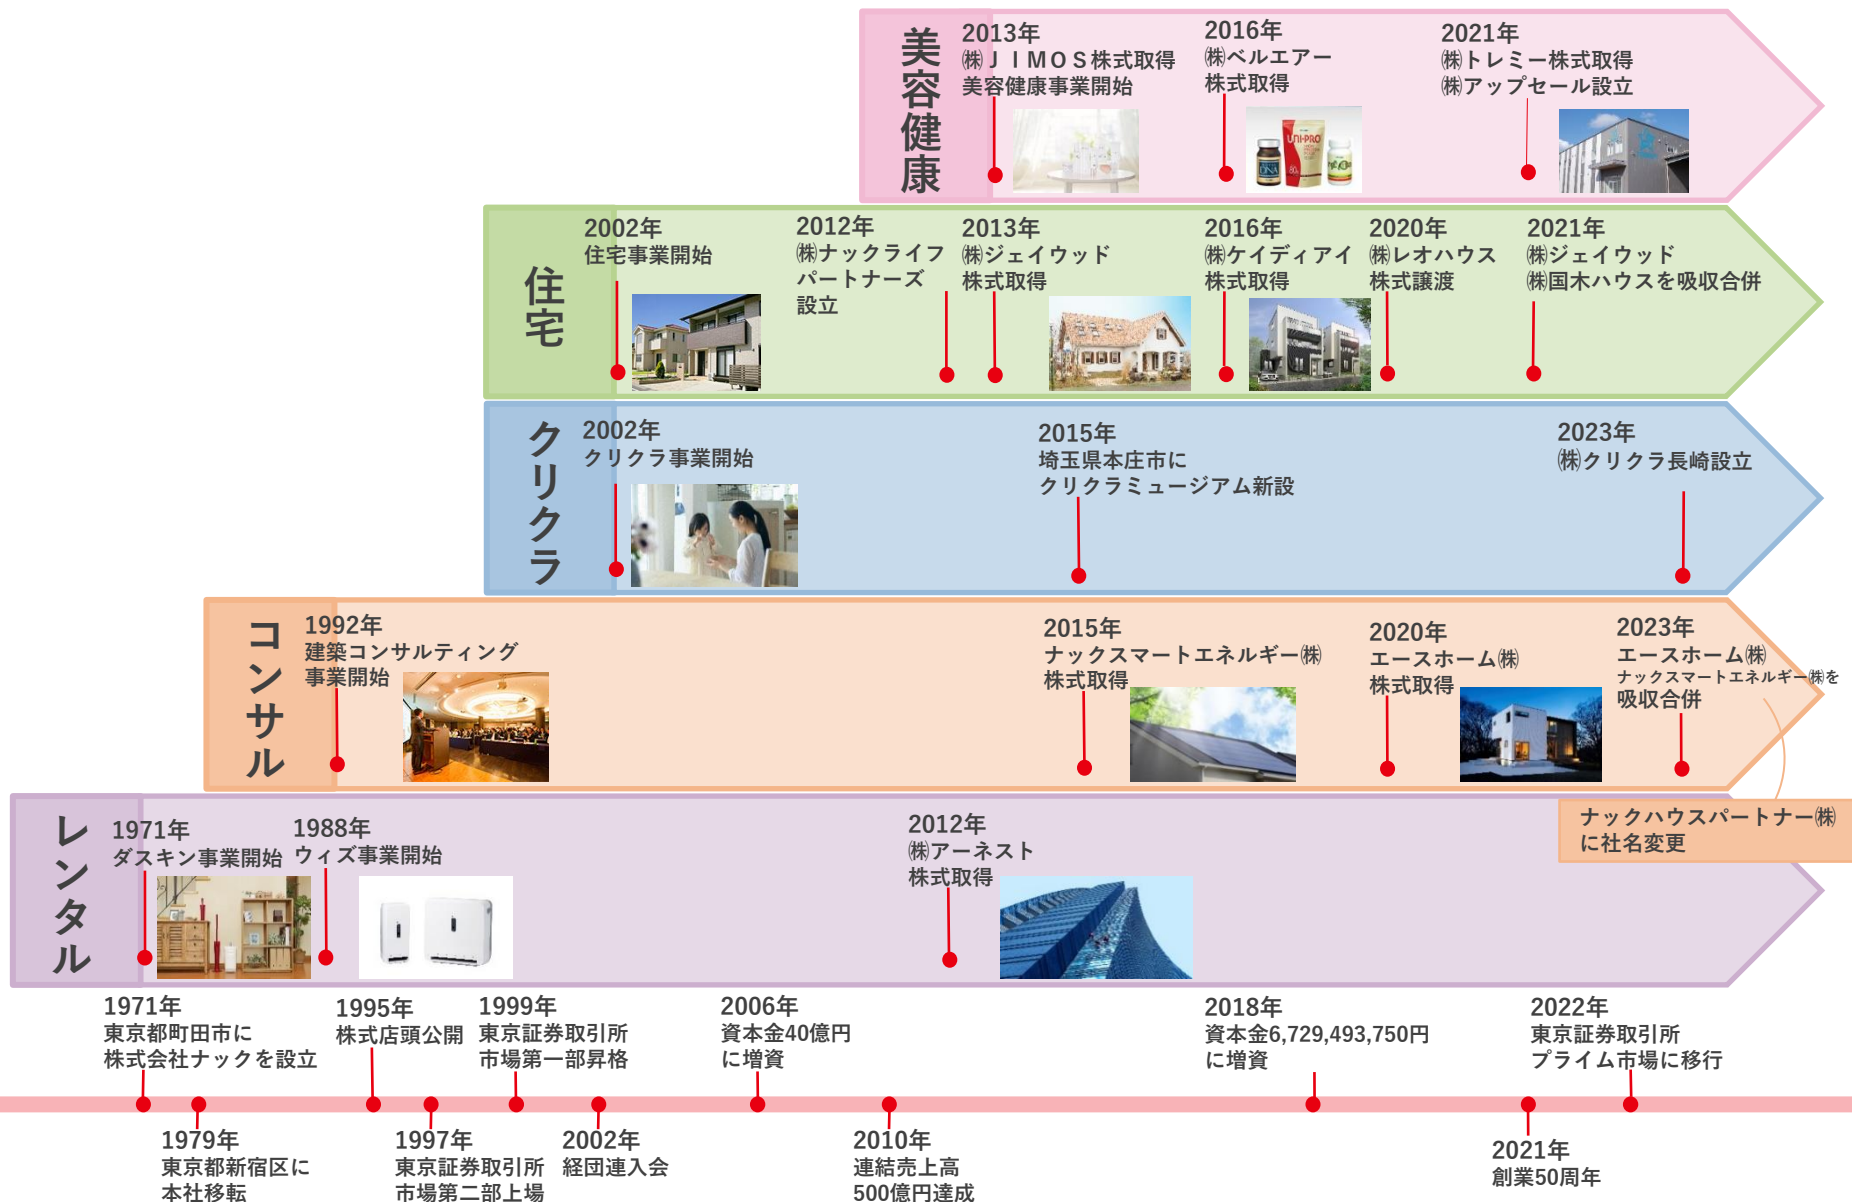 美容健康
2013年
㈱ＪＩＭＯＳ株式取得
美容健康事業開始
2016年
㈱ベルエアー
株式取得
UNI-PRO
DNA
2021年
㈱トレミー株式取得
㈱アップセール設立
住宅
2002年
住宅事業開始
2012年
㈱ナックライフ
パートナーズ
設立
2013年
㈱ジェイウッド
株式取得
2016年
㈱ケイディアイ
株式取得
2020年
㈱レオハウス
株式譲渡
2021年
㈱ジェイウッド
㈱国木ハウスを吸収合併
クリクラ
2002年
クリクラ事業開始
2015年
埼玉県本庄市に
クリクラミュージアム新設
2023年
㈱クリクラ長崎設立
コンサル
1992年
建築コンサルティング
事業開始
2015年
ナックスマートエネルギー㈱
株式取得
2020年
エースホーム㈱
株式取得
2023年
エースホーム㈱
ナックスマートエネルギー㈱を
吸収合併
ナックハウスパートナー㈱
に社名変更
レンタル
1971年
ダスキン事業開始
1988年
ウィズ事業開始
2012年
㈱アーネスト
株式取得
1971年
東京都町田市に
株式会社ナックを設立
1979年
東京都新宿区に
本社移転
1995年
株式店頭公開
1997年
東京証券取引所
市場第二部上場
1999年
東京証券取引所
市場第一部昇格
2002年
経団連入会
2006年
資本金40億円
に増資
2010年
連結売上高
500億円達成
2018年
資本金6,729,493,750円
に増資
2021年
創業50周年
2022年
東京証券取引所
プライム市場に移行